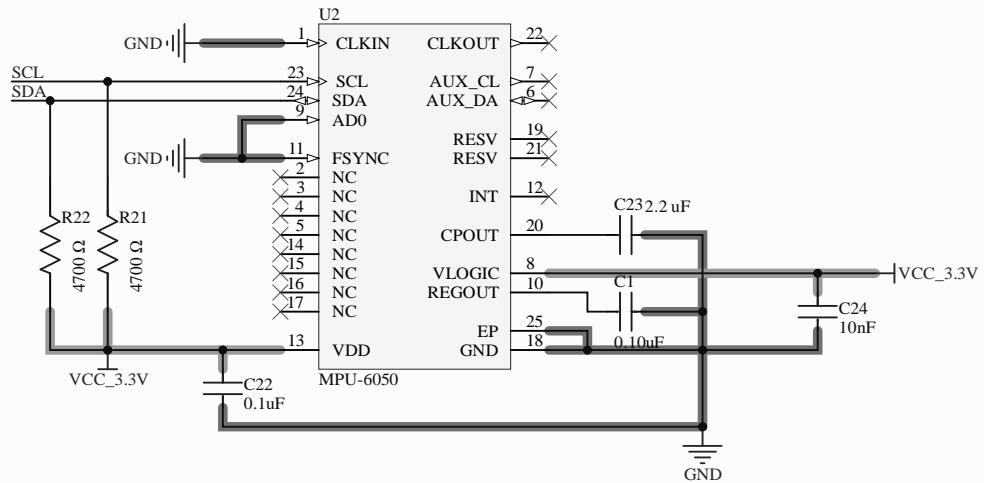 U2
GND 1 CLKIN CLKOUT 22
SCL 23 SCL AUX_CL 7
SDA 24 SDA AUX_DA 6
9 AD0
GND 11 FSYNC RESV 19
2 NC RESV 21
3 NC INT 12
4 NC
5 NC CPOUT 20 C23 2.2 uF
14 NC
15 NC VLOGIC 8 VCC_3.3V
16 NC REGOUT 10 C1
17 NC
R22 4700 Ω
R21 4700 Ω
C24
10nF
EP 25
0.10uF
13 VDD GND 18
VCC_3.3V
MPU-6050
C22
0.1uF
GND